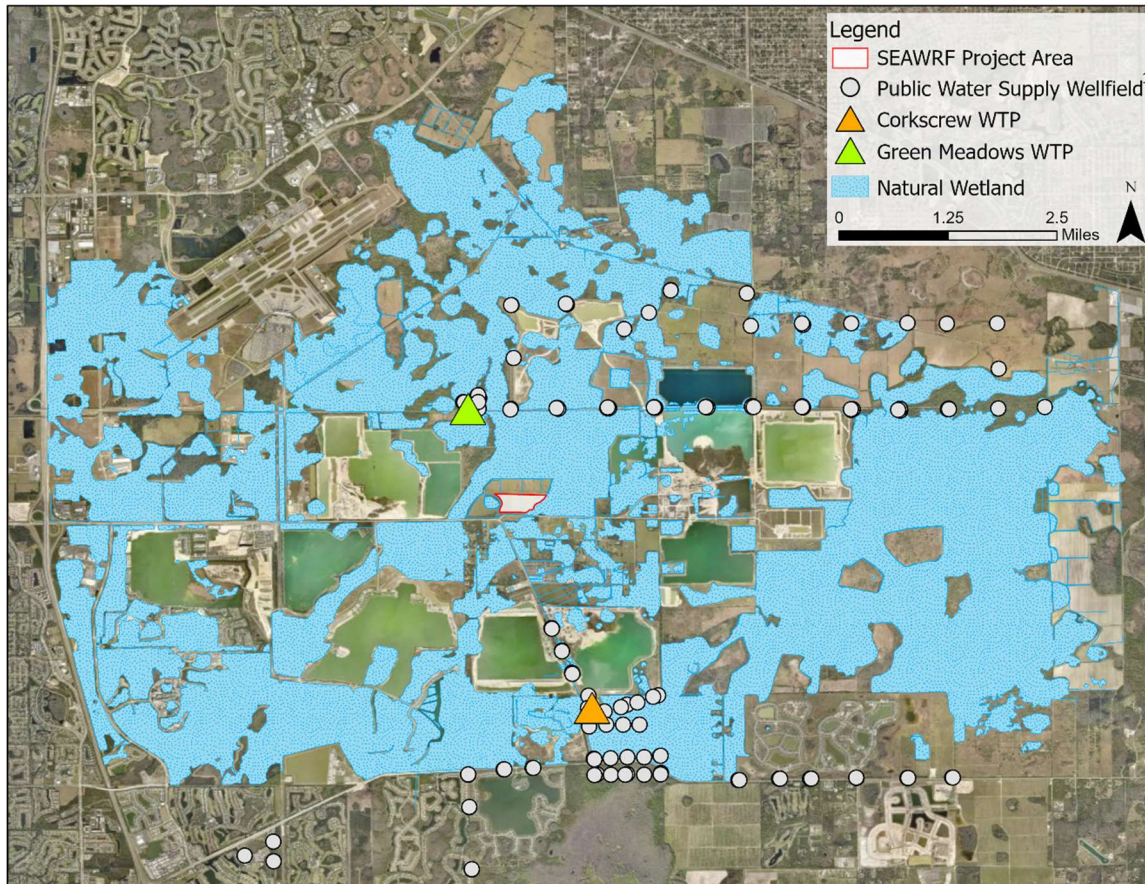 Legend
SEAWRF Project Area
Public Water Supply Wellfield
Corkscrew WTP
Green Meadows WTP
Natural Wetland
N
0 1.25 2.5
Miles